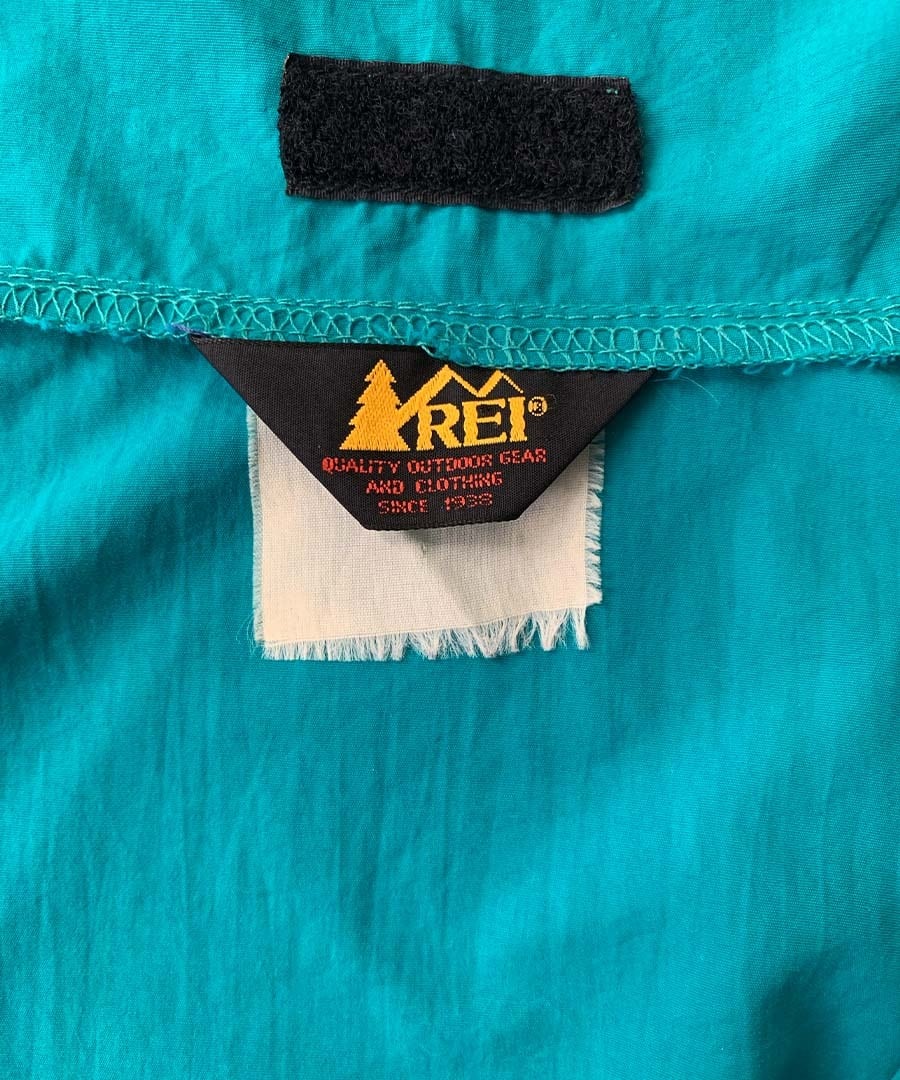 REI®
QUALITY OUTDOOR GEAR
AND CLOTHING
SINCE 1938